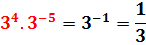 3⁴.3⁻⁵ = 3⁻¹ = 1/3